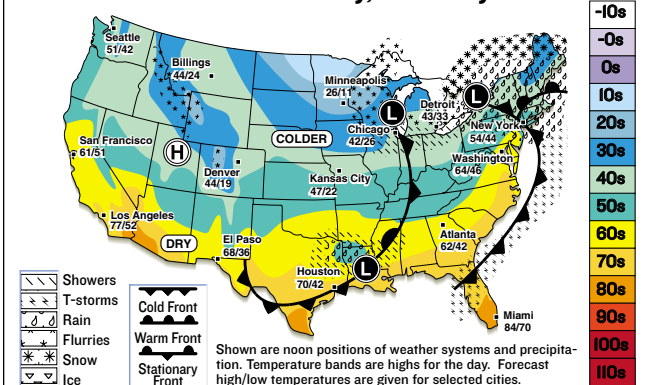 Seattle
51/42
Billings
44/24
Minneapolis
26/11
Detroit
43/33
L
L
New York
54/44
Chicago
42/26
COLDER
San Francisco
61/51
H
Denver
44/19
Kansas City
47/22
Washington
64/46
Los Angeles
77/52
DRY
El Paso
68/36
Atlanta
62/42
Houston
70/42
L
Miami
84/70
Showers
T-storms
Rain
Flurries
Snow
Ice
Cold Front
Warm Front
Stationary
Front
Shown are noon positions of weather systems and precipita-
tion. Temperature bands are highs for the day. Forecast
high/low temperatures are given for selected cities.
-10s
-0s
0s
10s
20s
30s
40s
50s
60s
70s
80s
90s
100s
110s